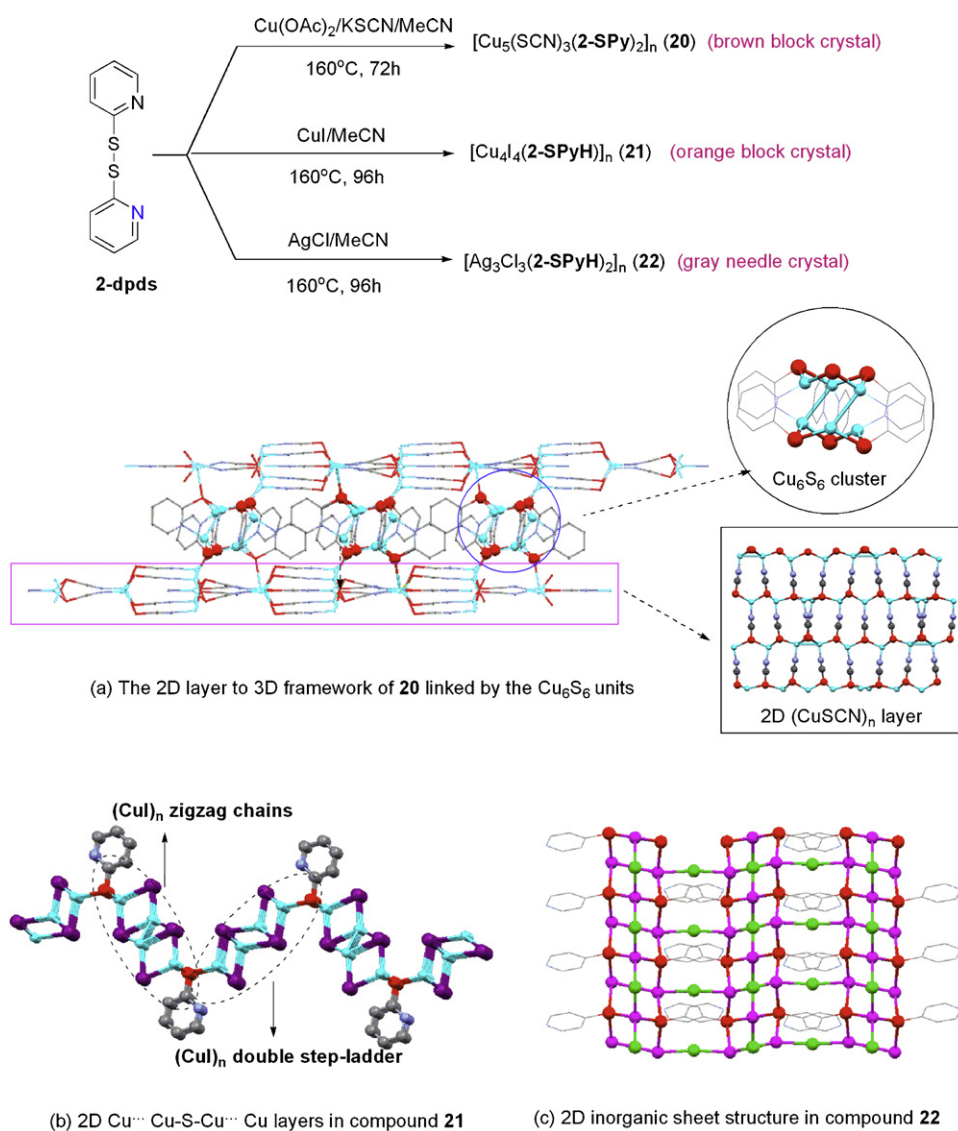 Cu(OAc)₂/KSCN/MeCN
160°C, 72h
[Cu₅(SCN)₃(2-SPy)₂]ₙ (20) (brown block crystal)
N
S
S
N
2-dpds
CuI/MeCN
160°C, 96h
[Cu₄I₄(2-SPyH)]ₙ (21) (orange block crystal)
AgCl/MeCN
160°C, 96h
[Ag₃Cl₃(2-SPyH)₂]ₙ (22) (gray needle crystal)
Cu₆S₆ cluster
(a) The 2D layer to 3D framework of 20 linked by the Cu₆S₆ units
2D (CuSCN)ₙ layer
(CuI)ₙ zigzag chains
(CuI)ₙ double step-ladder
(b) 2D Cu··· Cu-S-Cu··· Cu layers in compound 21
(c) 2D inorganic sheet structure in compound 22